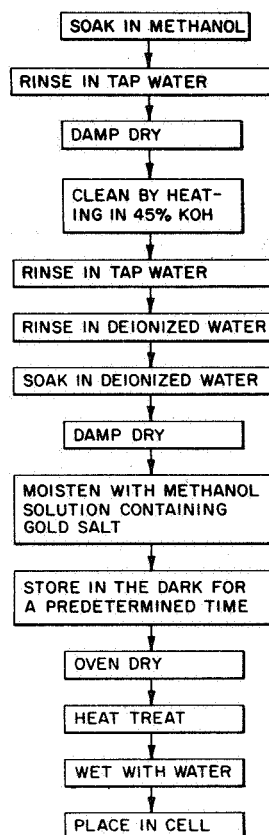 SOAK IN METHANOL
RINSE IN TAP WATER
DAMP DRY
CLEAN BY HEAT-
ING IN 45% KOH
RINSE IN TAP WATER
RINSE IN DEIONIZED WATER
SOAK IN DEIONIZED WATER
DAMP DRY
MOISTEN WITH METHANOL
SOLUTION CONTAINING
GOLD SALT
STORE IN THE DARK FOR
A PREDETERMINED TIME
OVEN DRY
HEAT TREAT
WET WITH WATER
PLACE IN CELL